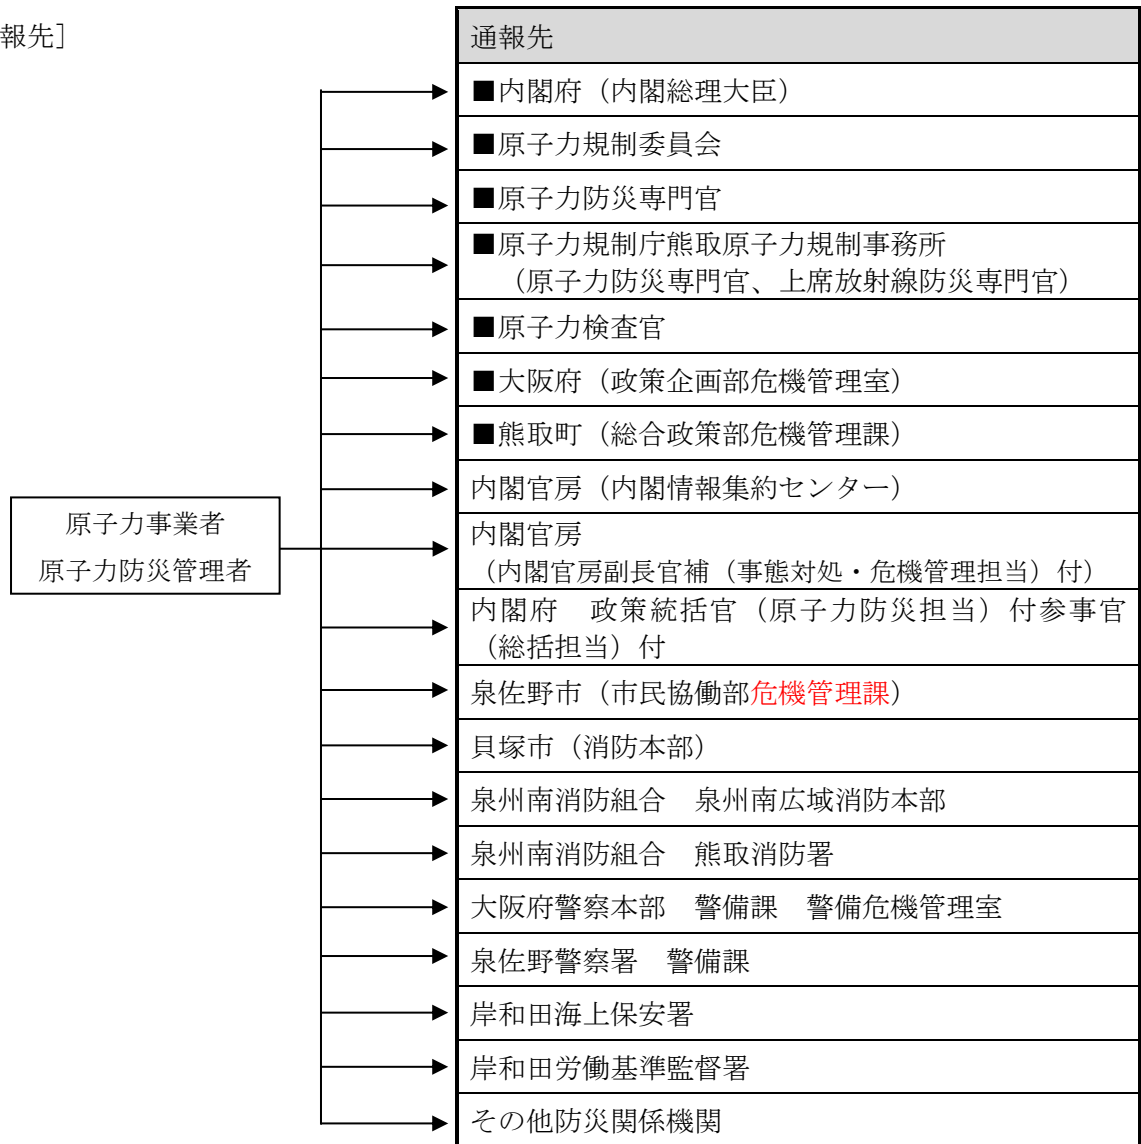 報先］
通報先
■内閣府（内閣総理大臣）
■原子力規制委員会
■原子力防災専門官
■原子力規制庁熊取原子力規制事務所
（原子力防災専門官、上席放射線防災専門官）
■原子力検査官
■大阪府（政策企画部危機管理室）
■熊取町（総合政策部危機管理課）
内閣官房（内閣情報集約センター）
原子力事業者
原子力防災管理者
内閣官房
（内閣官房副長官補（事態対処・危機管理担当）付）
内閣府　政策統括官（原子力防災担当）付参事官
（総括担当）付
泉佐野市（市民協働部危機管理課）
貝塚市（消防本部）
泉州南消防組合　泉州南広域消防本部
泉州南消防組合　熊取消防署
大阪府警察本部　警備課　警備危機管理室
泉佐野警察署　警備課
岸和田海上保安署
岸和田労働基準監督署
その他防災関係機関